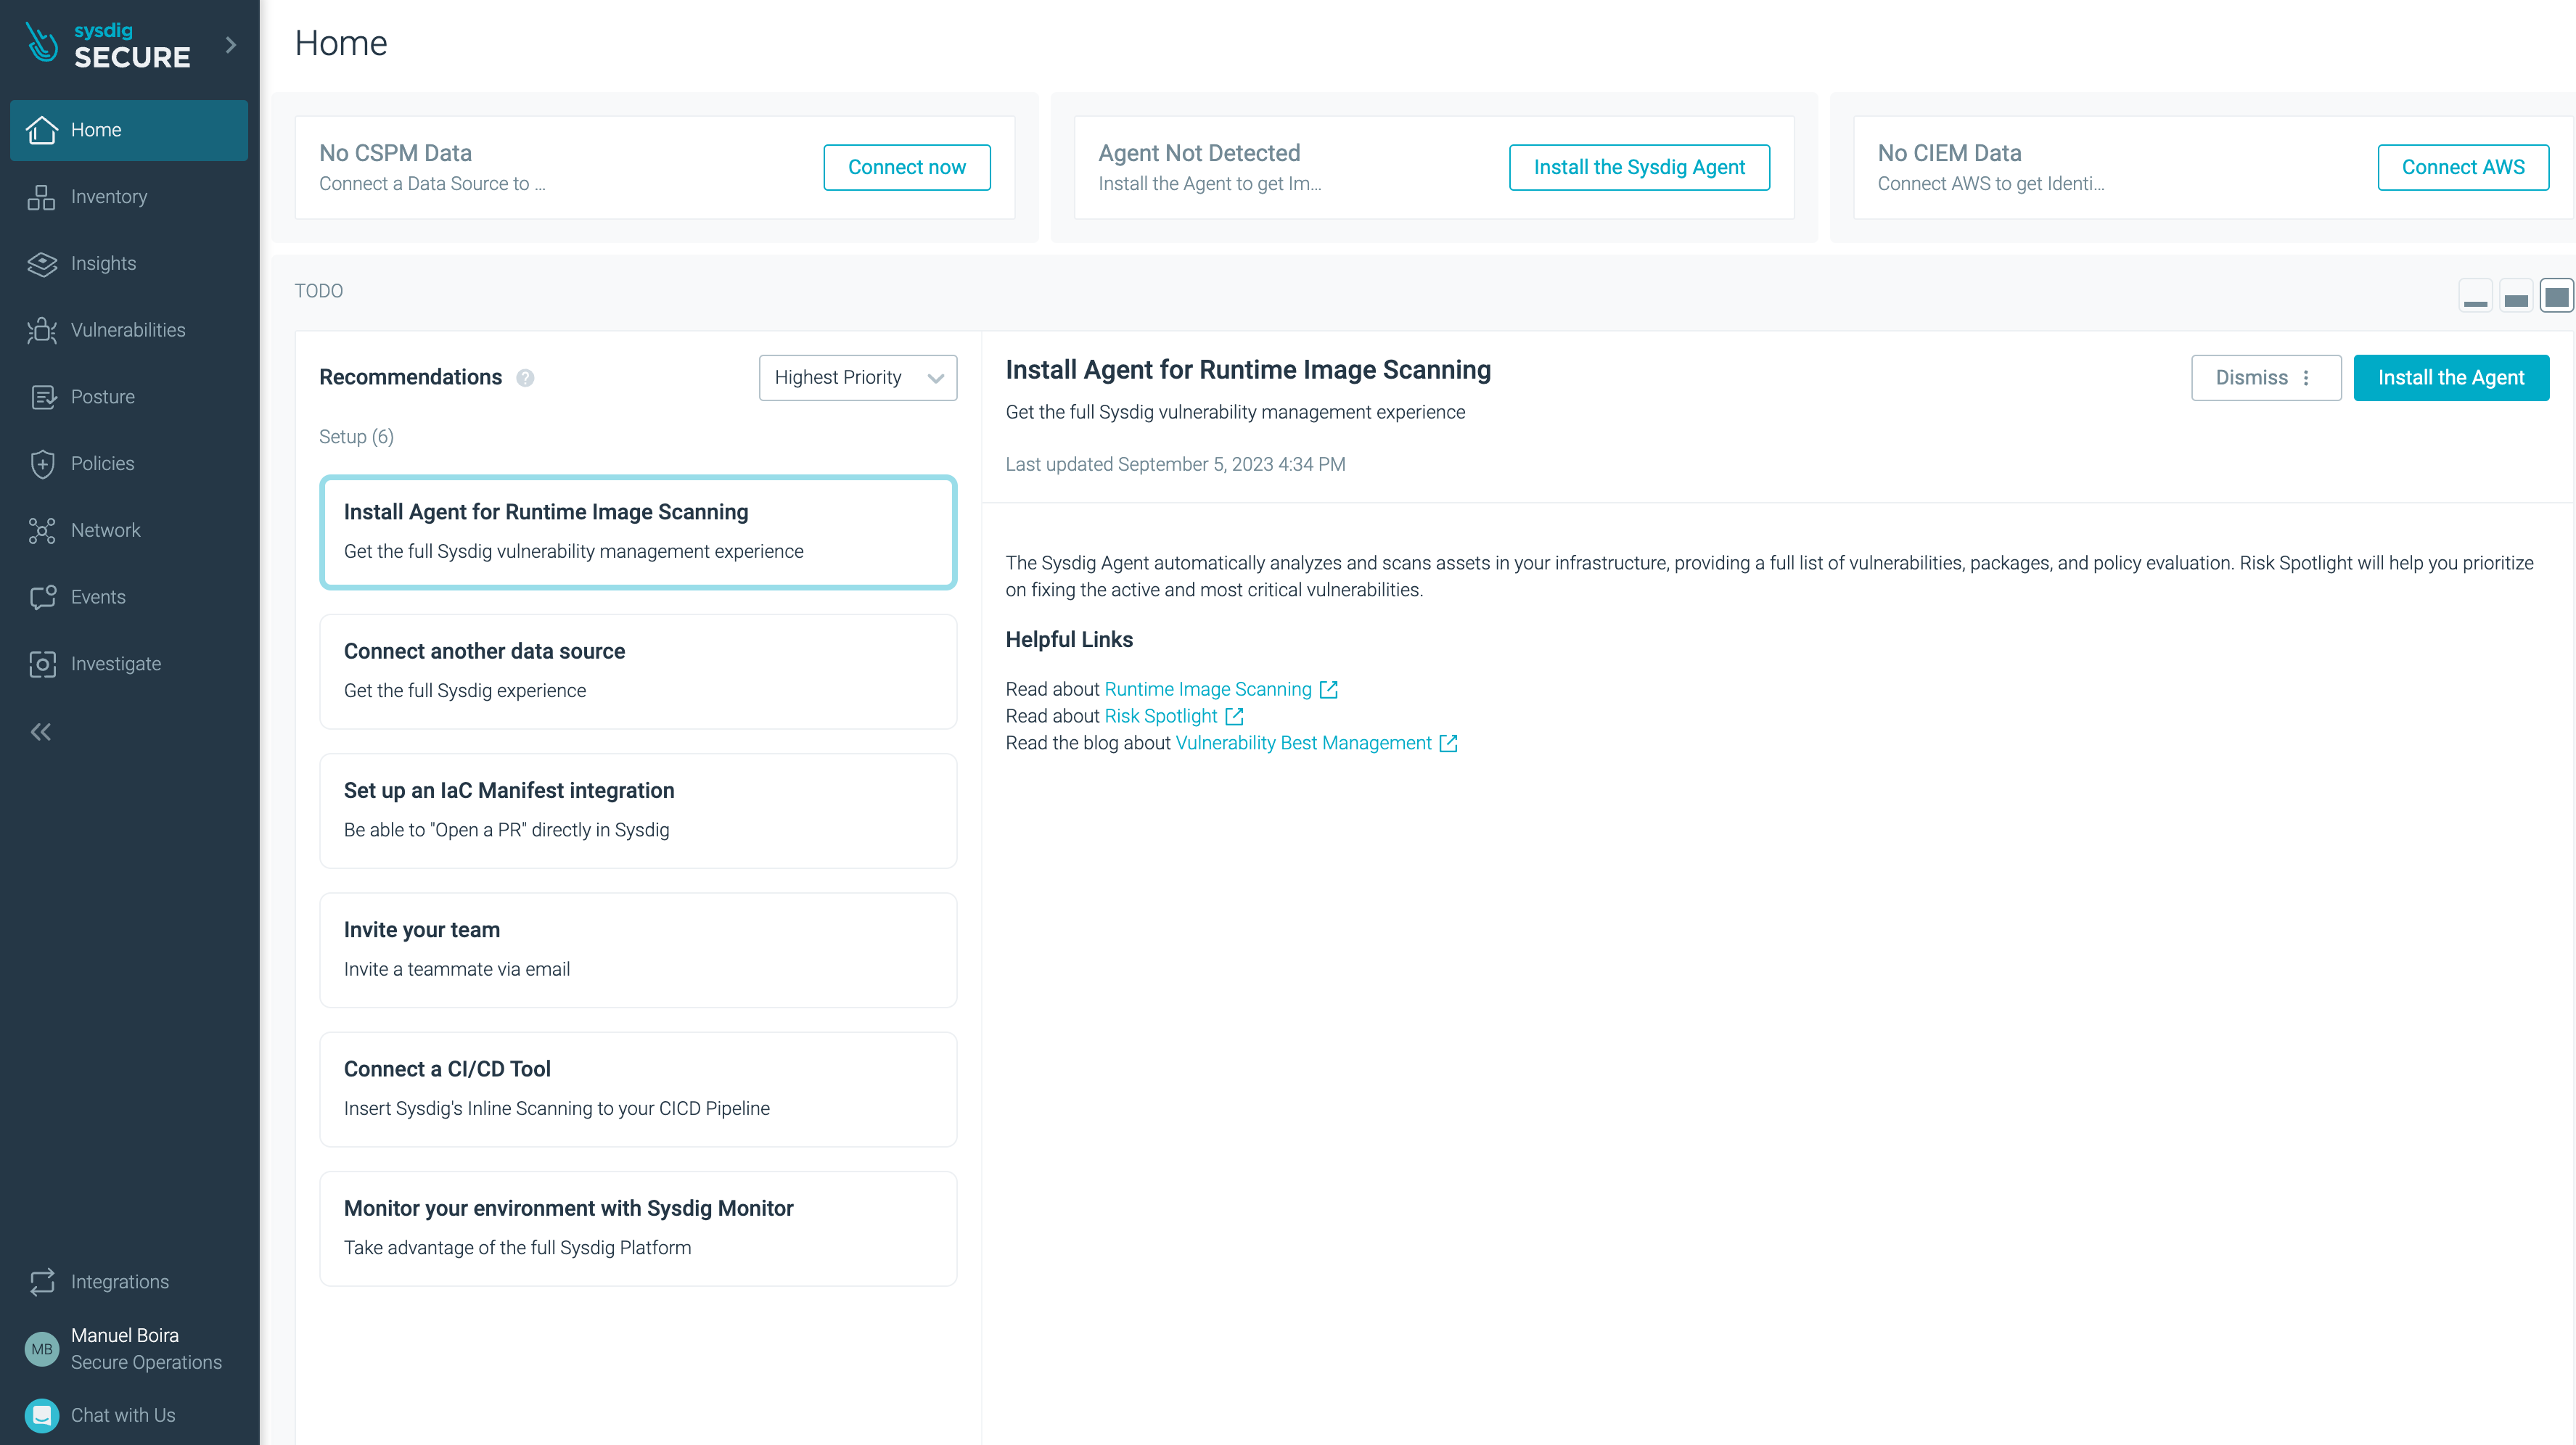 sysdig
SECURE
Home
Inventory
Insights
Vulnerabilities
Posture
Policies
Network
Events
Investigate
Integrations
MB
Manuel Boira
Secure Operations
Chat with Us
Home
No CSPM Data
Connect a Data Source to ...
Connect now
Agent Not Detected
Install the Agent to get Im...
Install the Sysdig Agent
No CIEM Data
Connect AWS to get Identi...
Connect AWS
TODO
Recommendations ?
Highest Priority
Setup (6)
Install Agent for Runtime Image Scanning
Get the full Sysdig vulnerability management experience
Connect another data source
Get the full Sysdig experience
Set up an IaC Manifest integration
Be able to "Open a PR" directly in Sysdig
Invite your team
Invite a teammate via email
Connect a CI/CD Tool
Insert Sysdig's Inline Scanning to your CICD Pipeline
Monitor your environment with Sysdig Monitor
Take advantage of the full Sysdig Platform
Install Agent for Runtime Image Scanning
Get the full Sysdig vulnerability management experience
Last updated September 5, 2023 4:34 PM
Dismiss
Install the Agent
The Sysdig Agent automatically analyzes and scans assets in your infrastructure, providing a full list of vulnerabilities, packages, and policy evaluation. Risk Spotlight will help you prioritize
on fixing the active and most critical vulnerabilities.
Helpful Links
Read about Runtime Image Scanning
Read about Risk Spotlight
Read the blog about Vulnerability Best Management